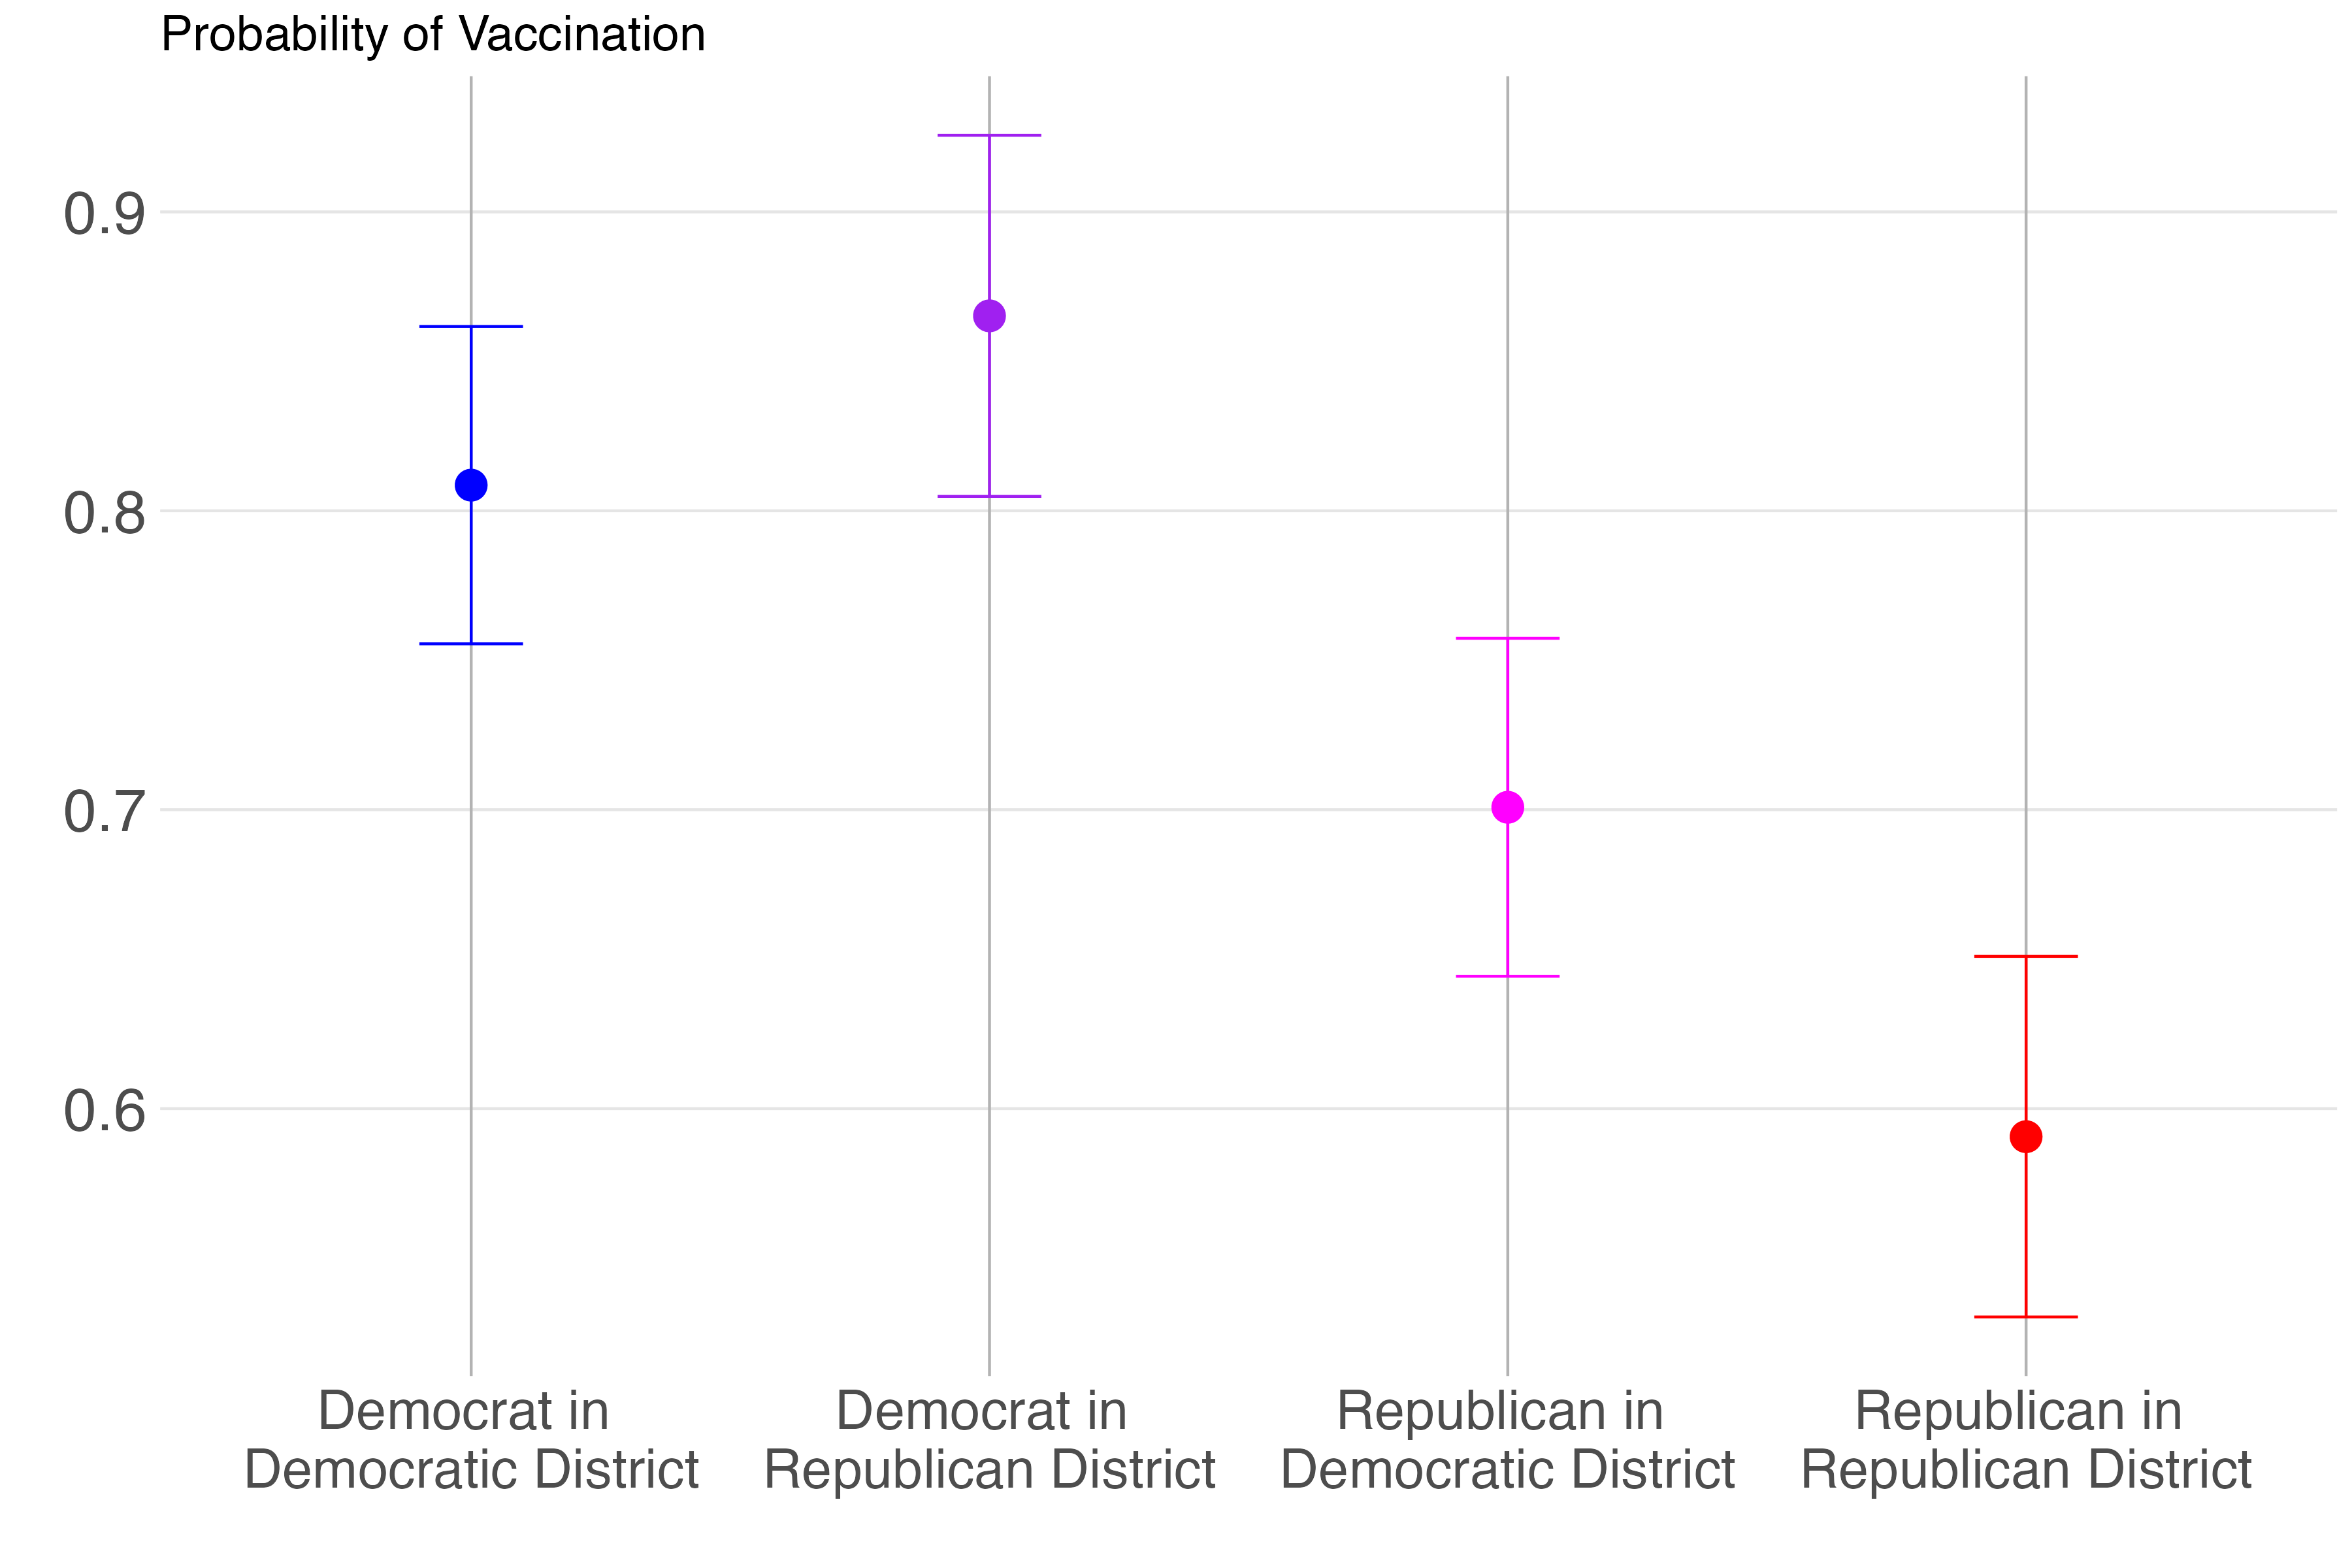 Probability of Vaccination
0.9
0.8
0.7
0.6
Democrat in
Democratic District
Democrat in
Republican District
Republican in
Democratic District
Republican in
Republican District